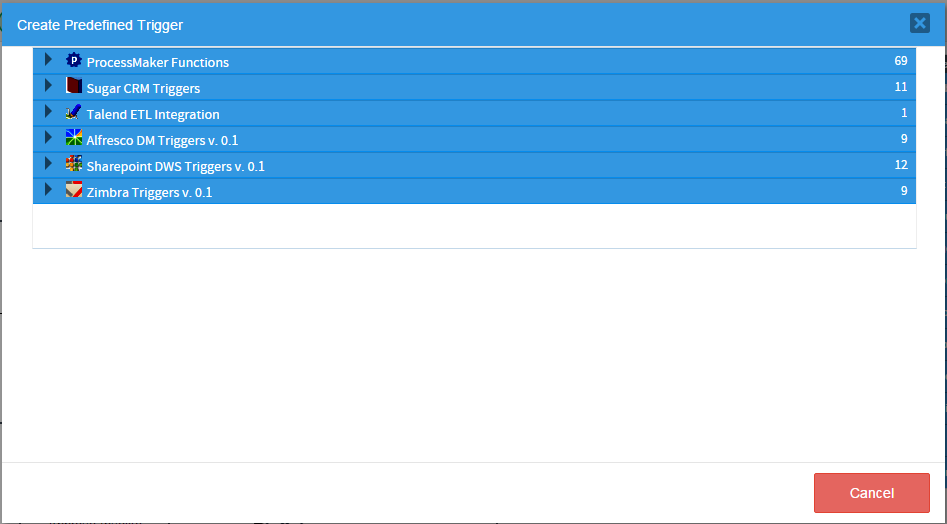 Create Predefined Trigger
ProcessMaker Functions 69
Sugar CRM Triggers 11
Talend ETL Integration 1
Alfresco DM Triggers v. 0.1 9
Sharepoint DWS Triggers v. 0.1 12
Zimbra Triggers v. 0.1 9
Cancel